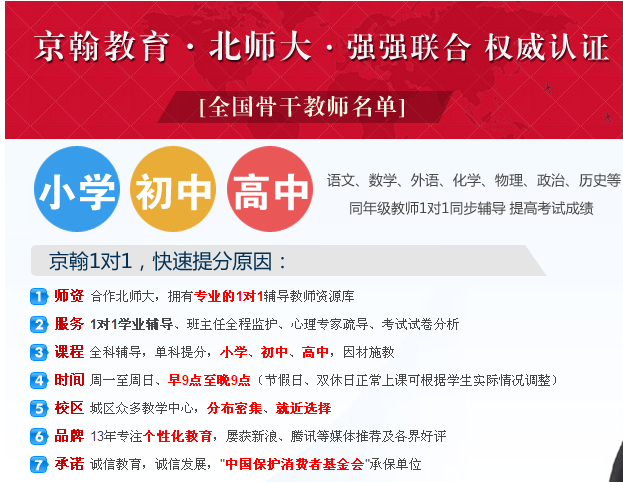 京翰教育·北师大·强强联合 权威认证
[全国骨干教师名单]
小学 初中 高中
语文、数学、外语、化学、物理、政治、历史等
同年级教师1对1同步辅导 提高考试成绩
京翰1对1，快速提分原因：
1 师资 合作北师大，拥有专业的1对1辅导教师资源库
2 服务 1对1学业辅导、班主任全程监护、心理专家疏导、考试试卷分析
3 课程 全科辅导，单科提分，小学、初中、高中，因材施教
4 时间 周一至周日、早9点至晚9点（节假日、双休日正常上课可根据学生实际情况调整）
5 校区 城区众多教学中心，分布密集、就近选择
6 品牌 13年专注个性化教育，屡获新浪、腾讯等媒体推荐及各界好评
7 承诺 诚信教育，诚信发展，"中国保护消费者基金会"承保单位